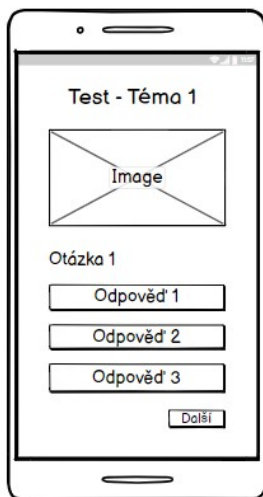 Test - Téma 1
Image
Otázka 1
Odpověď 1
Odpověď 2
Odpověď 3
Další